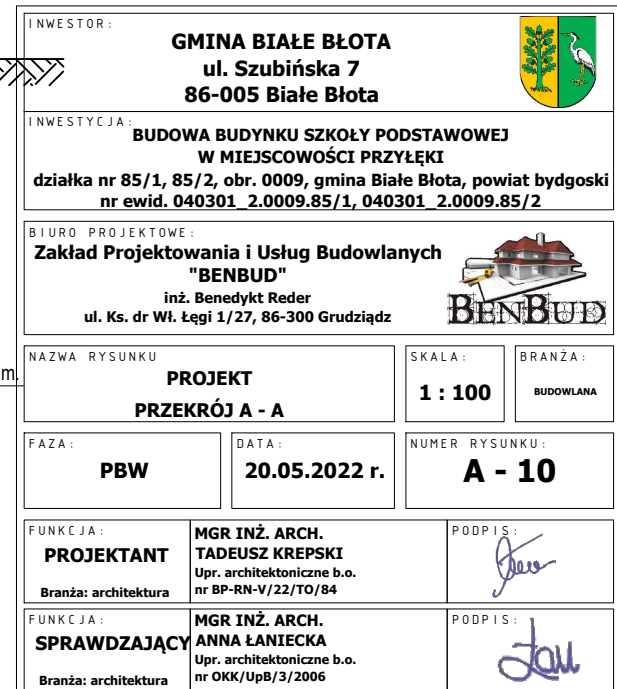 INWESTOR:
GMINA BIAŁE BŁOTA
ul. Szubińska 7
86-005 Białe Błota
INWESTYCJA:
BUDOWA BUDYNKU SZKOŁY PODSTAWOWEJ
W MIEJSCOWOŚCI PRZYŁĘKI
działka nr 85/1, 85/2, obr. 0009, gmina Białe Błota, powiat bydgoski
nr ewid. 040301_2.0009.85/1, 040301_2.0009.85/2
BIURO PROJEKTOWE:
Zakład Projektowania i Usług Budowlanych
"BENBUD"
inż. Benedykt Reder
ul. Ks. dr Wł. Łęgi 1/27, 86-300 Grudziądz
BENBUD
m.
NAZWA RYSUNKU
PROJEKT
PRZEKRÓJ A - A
SKALA:
1 : 100
BRANŻA:
BUDOWLANA
FAZA:
PBW
DATA:
20.05.2022 r.
NUMER RYSUNKU:
A - 10
FUNKCJA:
PROJEKTANT
Branża: architektura
MGR INŻ. ARCH.
TADEUSZ KREPSKI
Upr. architektoniczne b.o.
nr BP-RN-V/22/TO/84
PODPIS:
FUNKCJA:
SPRAWDZAJĄCY
Branża: architektura
MGR INŻ. ARCH.
ANNA ŁANIECKA
Upr. architektoniczne b.o.
nr OKK/UpB/3/2006
PODPIS: